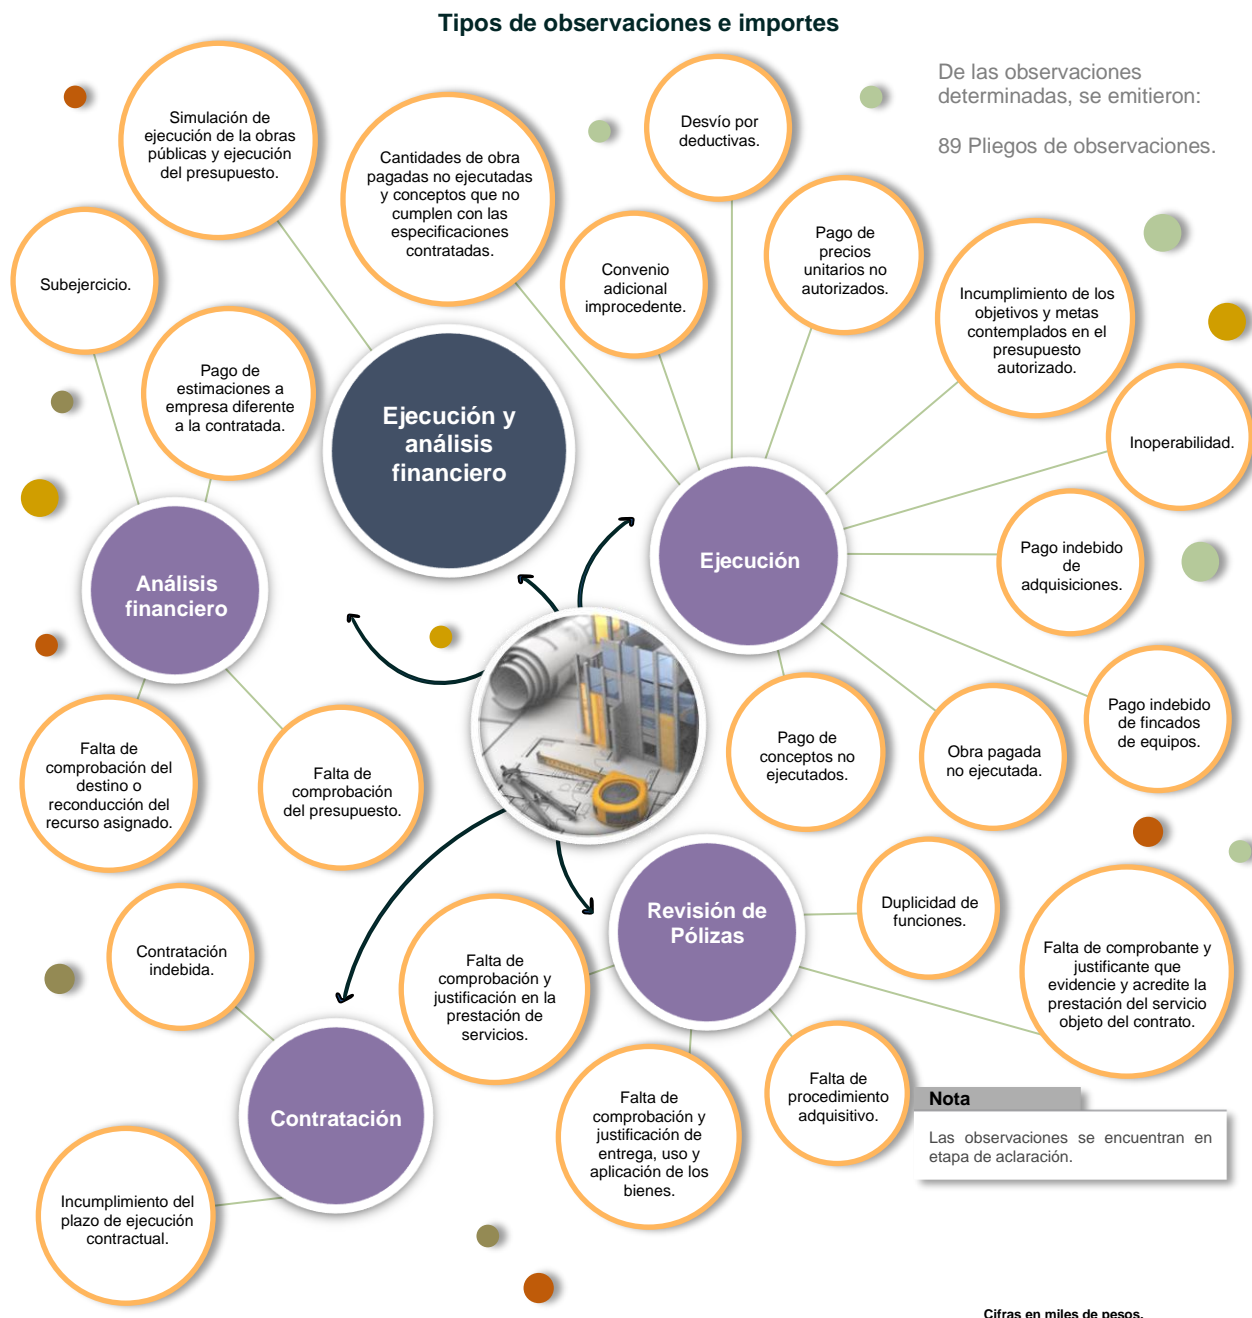 Tipos de observaciones e importes
De las observaciones
determinadas, se emitieron:
89 Pliegos de observaciones.
Simulación de
ejecución de la obras
públicas y ejecución
del presupuesto.
Cantidades de obra
pagadas no ejecutadas
y conceptos que no
cumplen con las
especificaciones
contratadas.
Desvío por
deductivas.
Convenio
adicional
improcedente.
Pago de
precios
unitarios no
autorizados.
Incumplimiento de los
objetivos y metas
contemplados en el
presupuesto
autorizado.
Subejercicio.
Pago de
estimaciones a
empresa diferente
a la contratada.
Ejecución y
análisis
financiero
Inoperabilidad.
Análisis
financiero
Ejecución
Pago indebido
de
adquisiciones.
Falta de
comprobación del
destino o
reconducción del
recurso asignado.
Falta de
comprobación
del presupuesto.
Pago de
conceptos no
ejecutados.
Obra pagada
no ejecutada.
Pago indebido
de fincados
de equipos.
Revisión de
Pólizas
Duplicidad de
funciones.
Contratación
indebida.
Falta de
comprobación y
justificación en la
prestación de
servicios.
Falta de comprobante y
justificante que
evidencie y acredite la
prestación del servicio
objeto del contrato.
Contratación
Falta de
comprobación y
justificación de
entrega, uso y
aplicación de los
bienes.
Falta de
procedimiento
adquisitivo.
Nota
Las observaciones se encuentran en
etapa de aclaración.
Incumplimiento del
plazo de ejecución
contractual.
Cifras en miles de pesos.